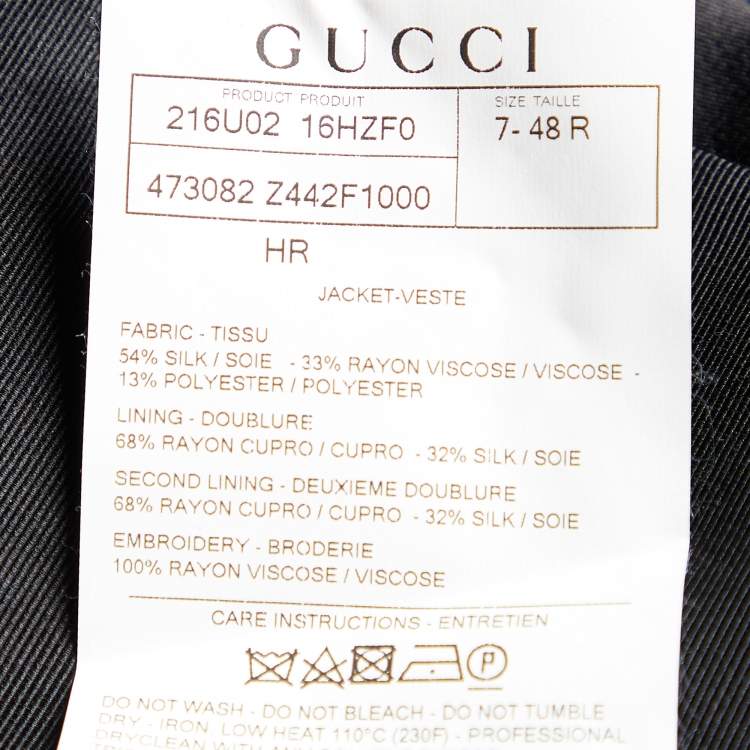 GUCCI
PRODUCT PRODUIT
216U02 16HZF0
SIZE TAILLE
7- 48 R
473082 Z442F1000
HR
JACKET-VESTE
FABRIC - TISSU
54% SILK / SOIE - 33% RAYON VISCOSE / VISCOSE -
13% POLYESTER / POLYESTER
LINING - DOUBLURE
68% RAYON CUPRO / CUPRO - 32% SILK / SOIE
SECOND LINING - DEUXIEME DOUBLURE
68% RAYON CUPRO / CUPRO - 32% SILK / SOIE
EMBROIDERY - BRODERIE
100% RAYON VISCOSE / VISCOSE
CARE INSTRUCTIONS - ENTRETIEN
P
DO NOT WASH - DO NOT BLEACH - DO NOT TUMBLE
DRY - IRON, LOW HEAT 110°C (230F) - PROFESSIONAL
DRYCLEAN WITH